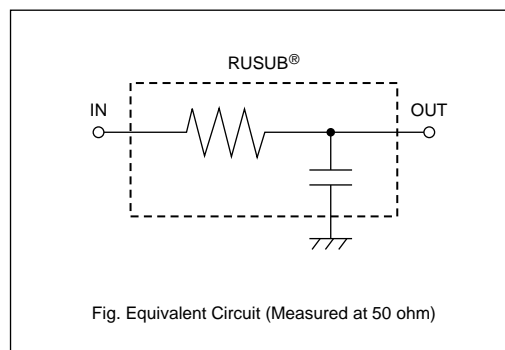 RUSUB®
IN
OUT
Fig. Equivalent Circuit (Measured at 50 ohm)